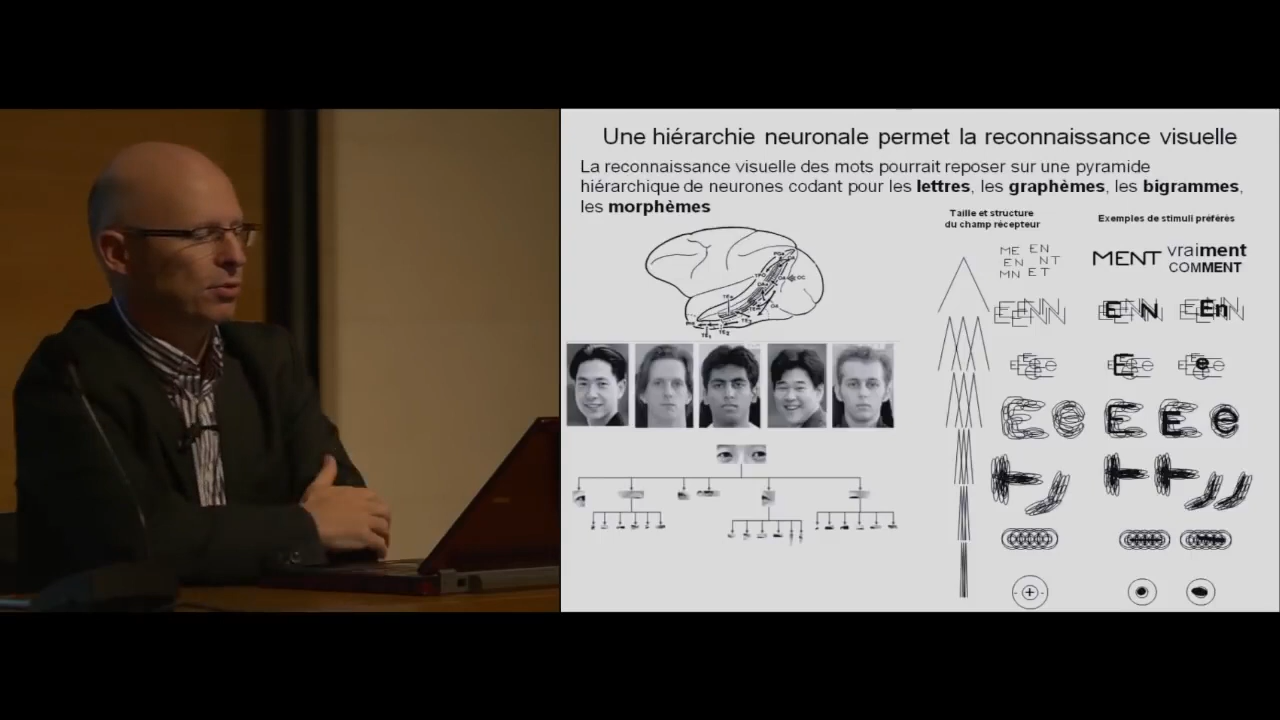 Une hiérarchie neuronale permet la reconnaissance visuelle
La reconnaissance visuelle des mots pourrait reposer sur une pyramide
hiérarchique de neurones codant pour les lettres, les graphèmes, les bigrammes,
les morphèmes
Taille et structure
du champ récepteur
Exemples de stimuli préférés
ME EN
EN NT
MN ET
MENT vraiment
COMMENT
E N En
E e
E E e